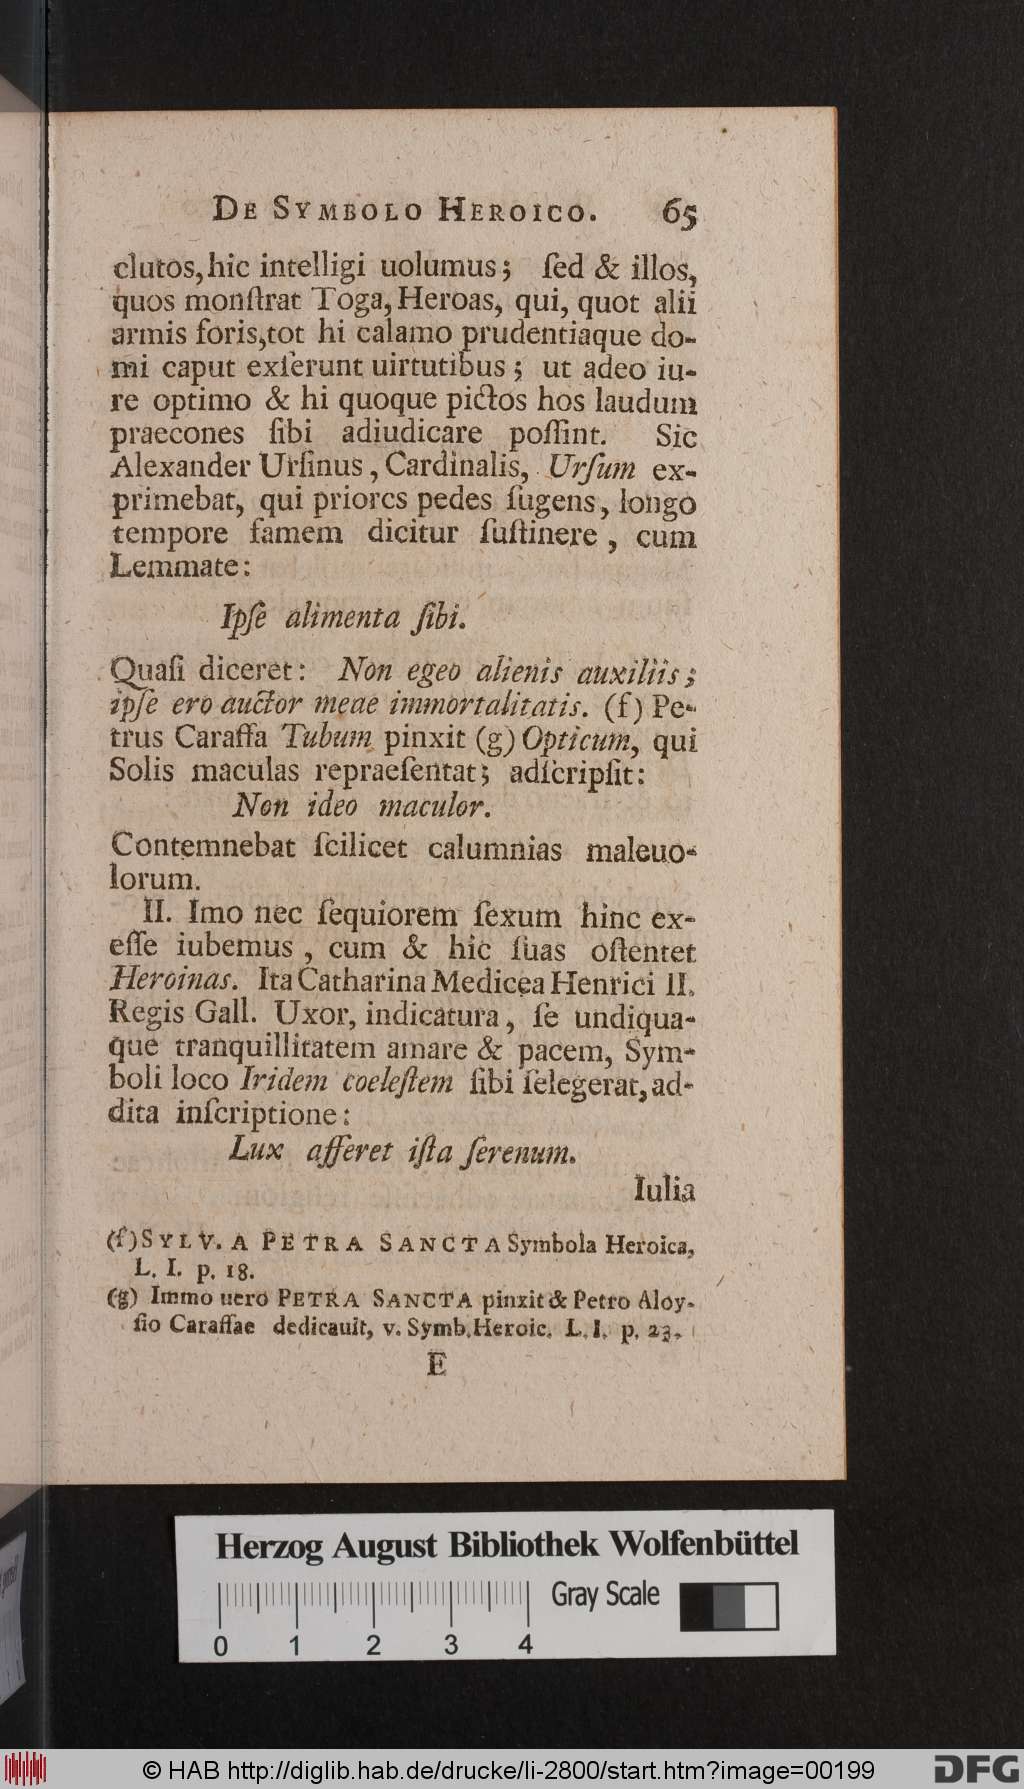 DE SYMBOLO HEROICO. 65
clutos, hic intelligi uolumus; ſed & illos,
quos monſtrat Toga, Heroas, qui, quot alii
armis foris, tot hi calamo prudentiaque do-
mi caput exſerunt uirtutibus; ut adeo iu-
re optimo & hi quoque pictos hos laudum
praecones ſibi adiudicare poſſint. Sic
Alexander Urſinus, Cardinalis, Urſum ex-
primebat, qui priores pedes ſugens, longo
tempore famem dicitur ſuſtinere, cum
Lemmate:
Ipſe alimenta ſibi.
Quaſi diceret: Non egeo alienis auxiliis;
ipſe ero auctor meae immortalitatis. (f) Pe-
trus Caraffa Tubum pinxit (g) Opticum, qui
Solis maculas repraeſentat; adſcripſit:
Non ideo maculor.
Contemnebat ſcilicet calumnias maleuo-
lorum.
II. Imo nec ſequiorem ſexum hinc ex-
eſſe iubemus, cum & hic ſuas oſtentet
Heroinas. Ita Catharina Medicea Henrici II.
Regis Gall. Uxor, indicatura, ſe undiqua-
que tranquillitatem amare & pacem, Sym-
boli loco Iridem coeleſtem ſibi ſelegerat, ad-
dita inſcriptione:
Lux afferet iſta ſerenum.
Iulia
(f) SYLV. A PETRA SANCTA Symbola Heroica,
L. I. p. 18.
(g) Immo uero PETRA SANCTA pinxit & Petro Aloy-
ſio Caraffae dedicauit, v. Symb. Heroic. L. I. p. 23.
E
Herzog August Bibliothek Wolfenbüttel
Gray Scale
0 1 2 3 4
© HAB http://diglib.hab.de/drucke/li-2800/start.htm?image=00199
DFG